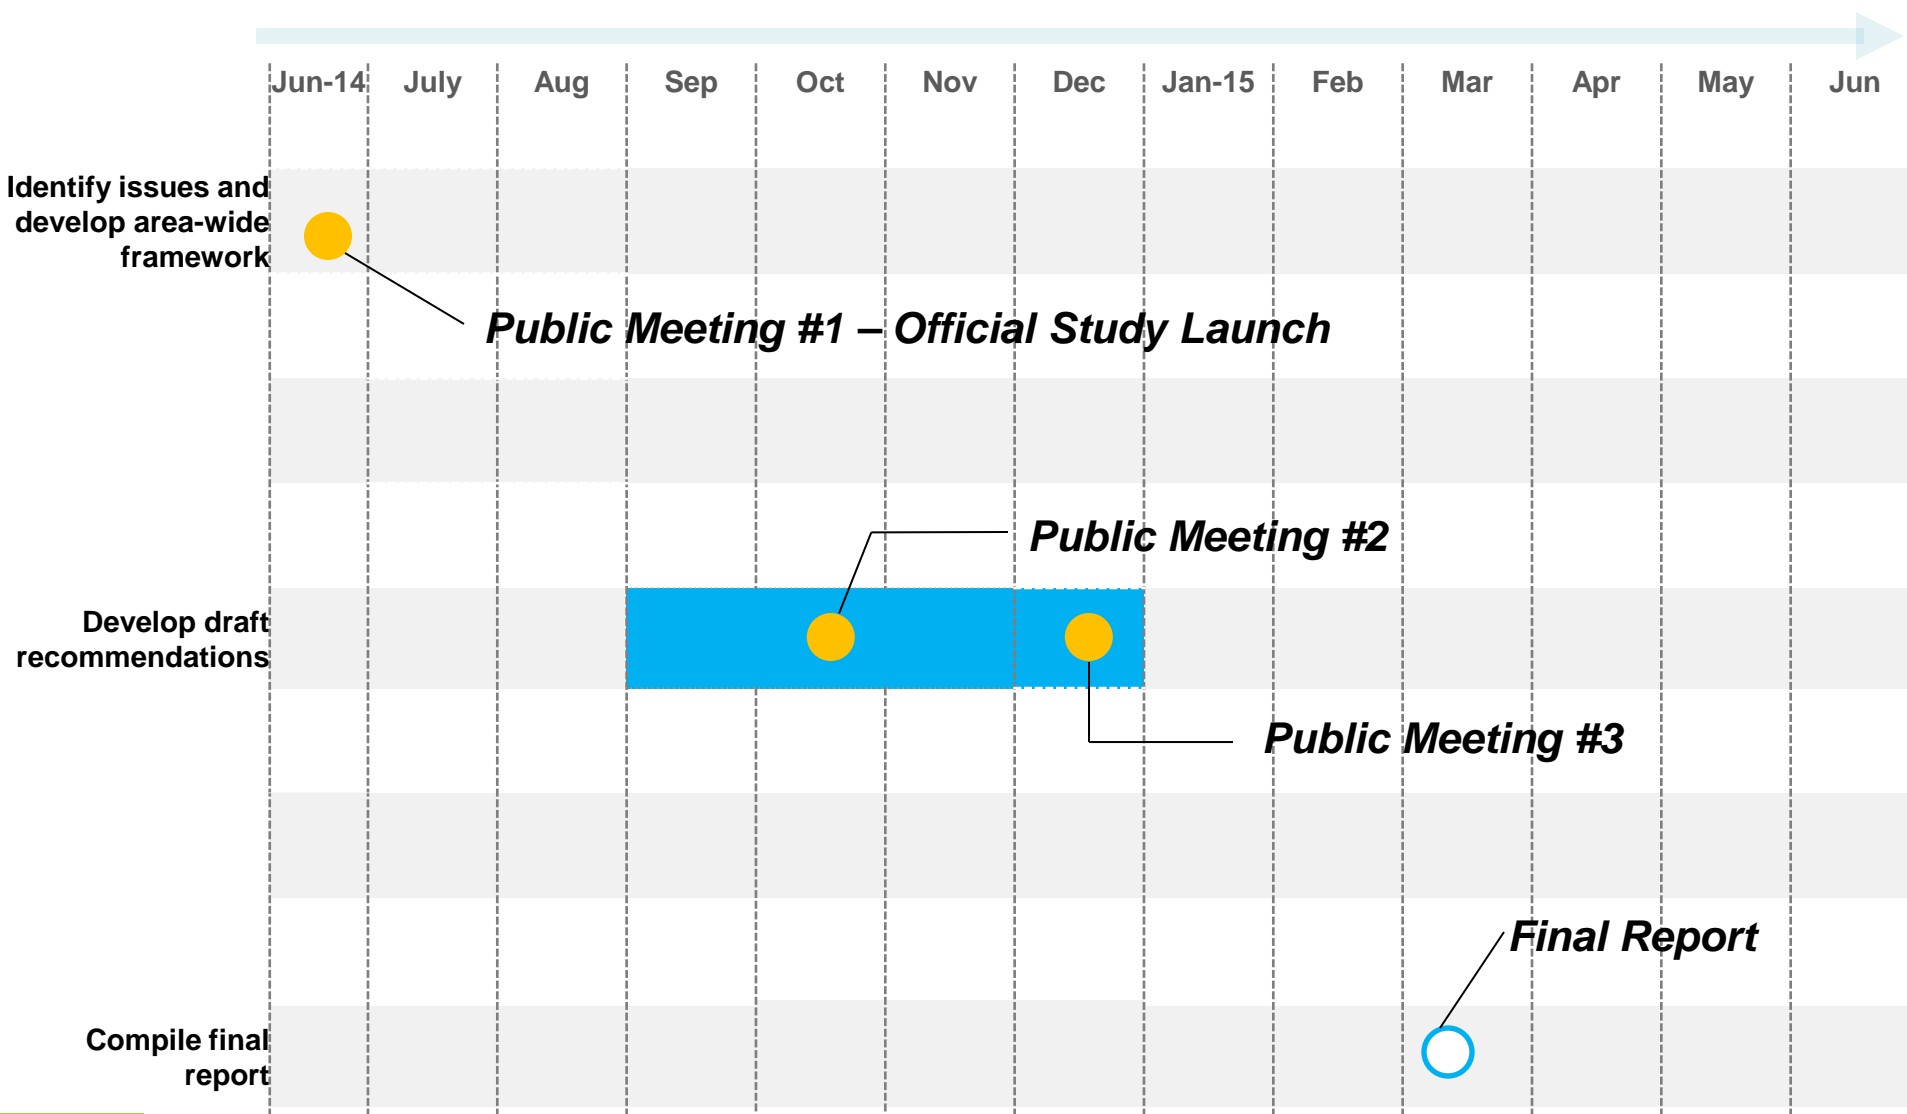 Jun-14 July Aug Sep Oct Nov Dec Jan-15 Feb Mar Apr May Jun
Identify issues and
develop area-wide
framework
Public Meeting #1 – Official Study Launch
Public Meeting #2
Develop draft
recommendations
Public Meeting #3
Final Report
Compile final
report